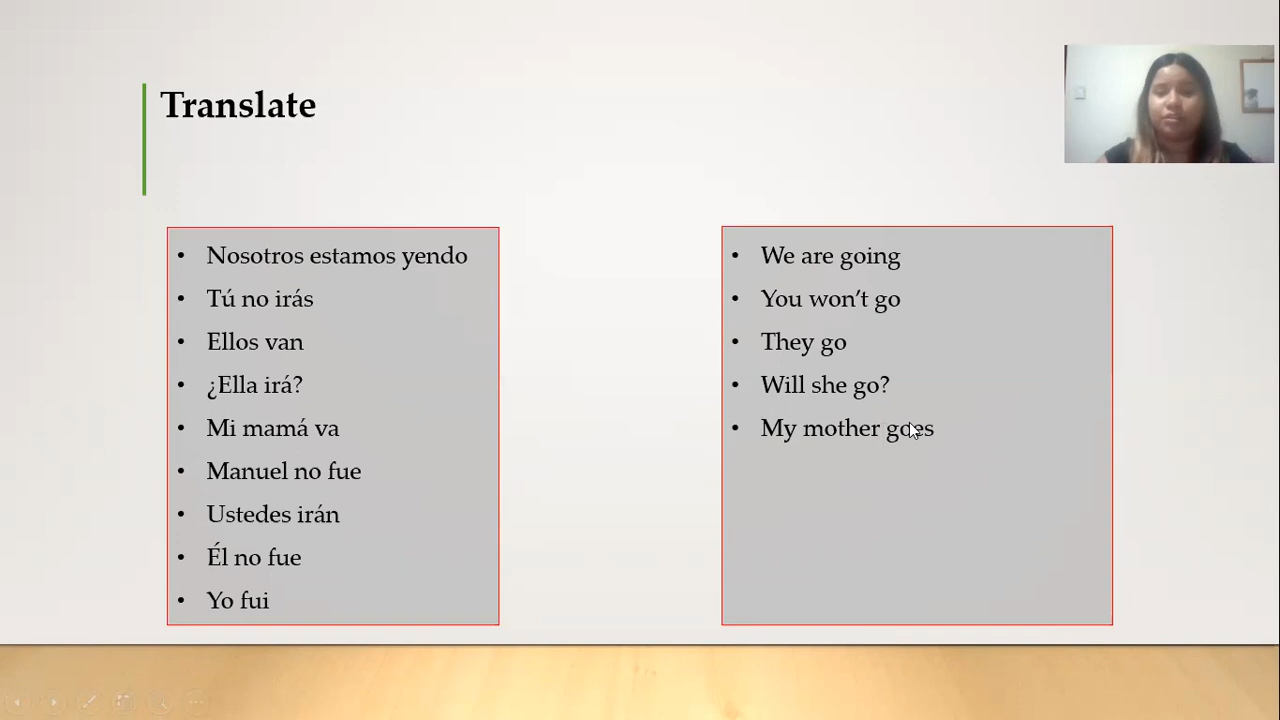 Translate
• Nosotros estamos yendo
• Tú no irás
• Ellos van
• ¿Ella irá?
• Mi mamá va
• Manuel no fue
• Ustedes irán
• Él no fue
• Yo fui
• We are going
• You won't go
• They go
• Will she go?
• My mother goes